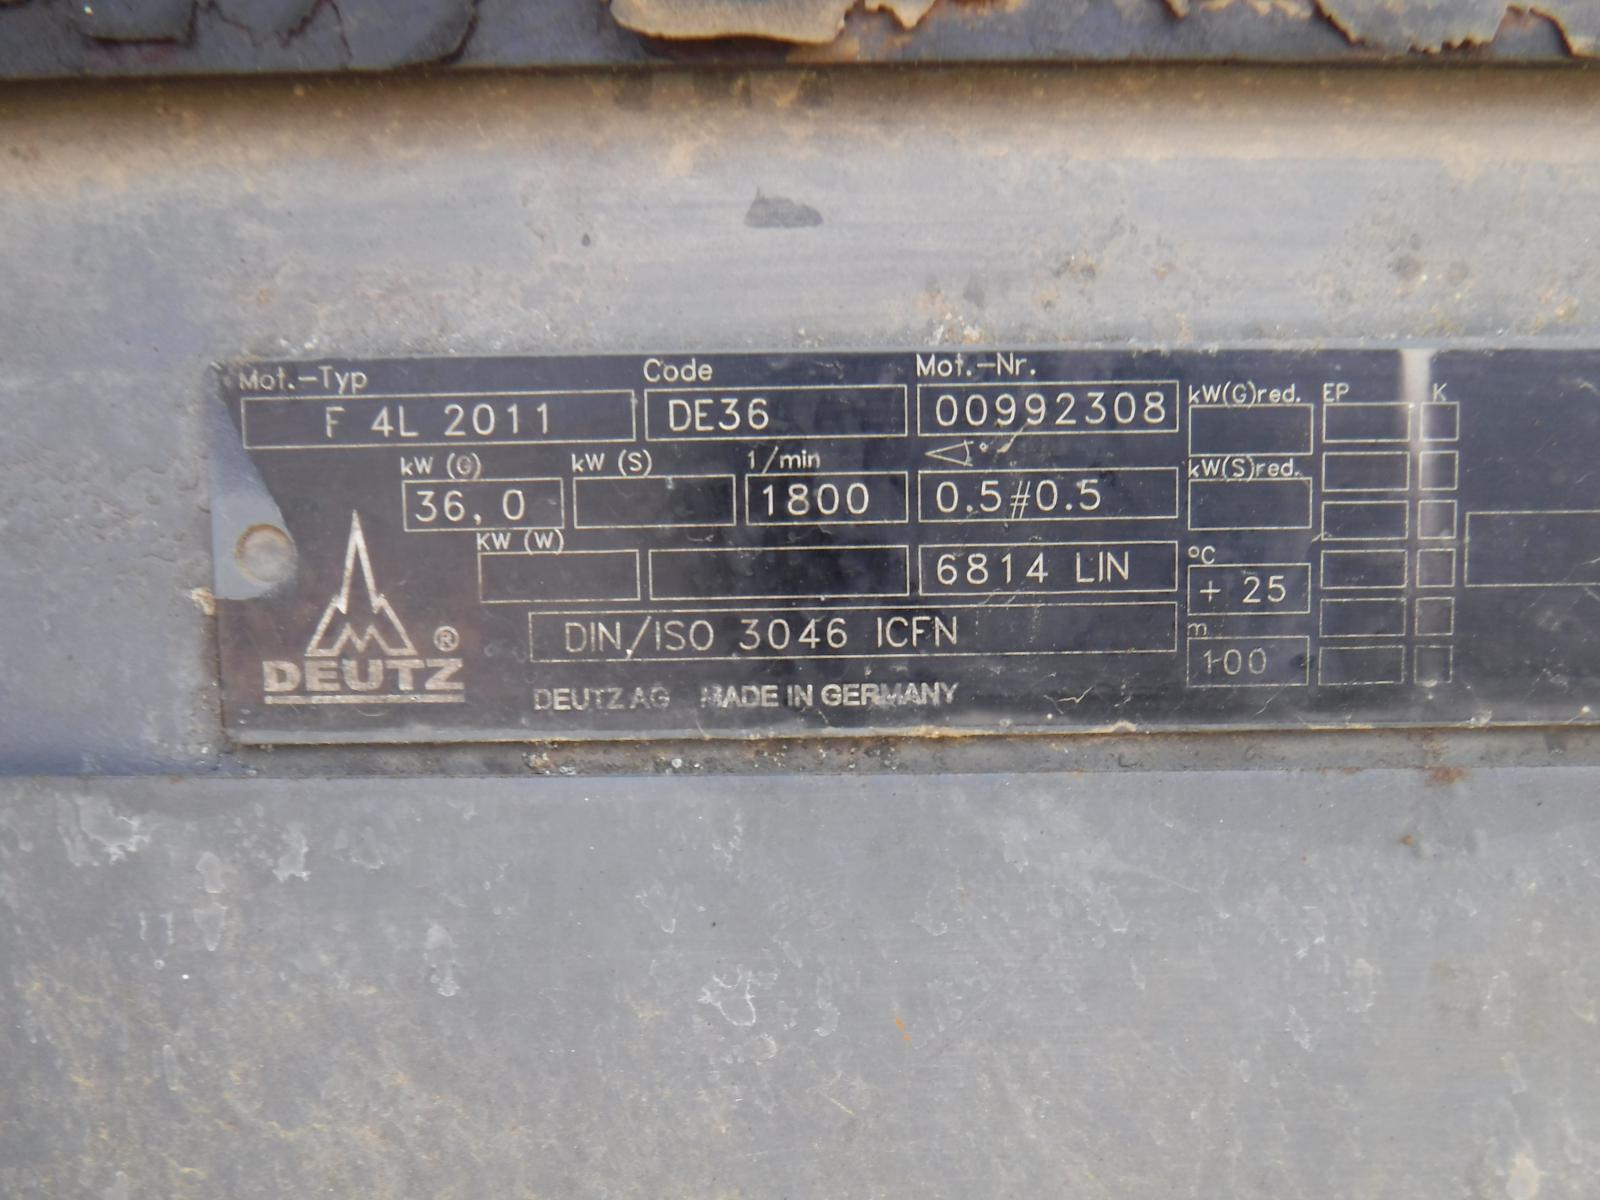 Mot.-Typ Code Mot.-Nr.
F 4L 2011 DE36 00992308 kW(G)red. EP K
kW (G) kW (S) 1/min °
36,0 1800 0.5#0.5 kW(S)red.
KW (W) 6814 LIN °C
+ 25
DIN/ISO 3046 ICFN m
100
DEUTZ ®
DEUTZ AG MADE IN GERMANY